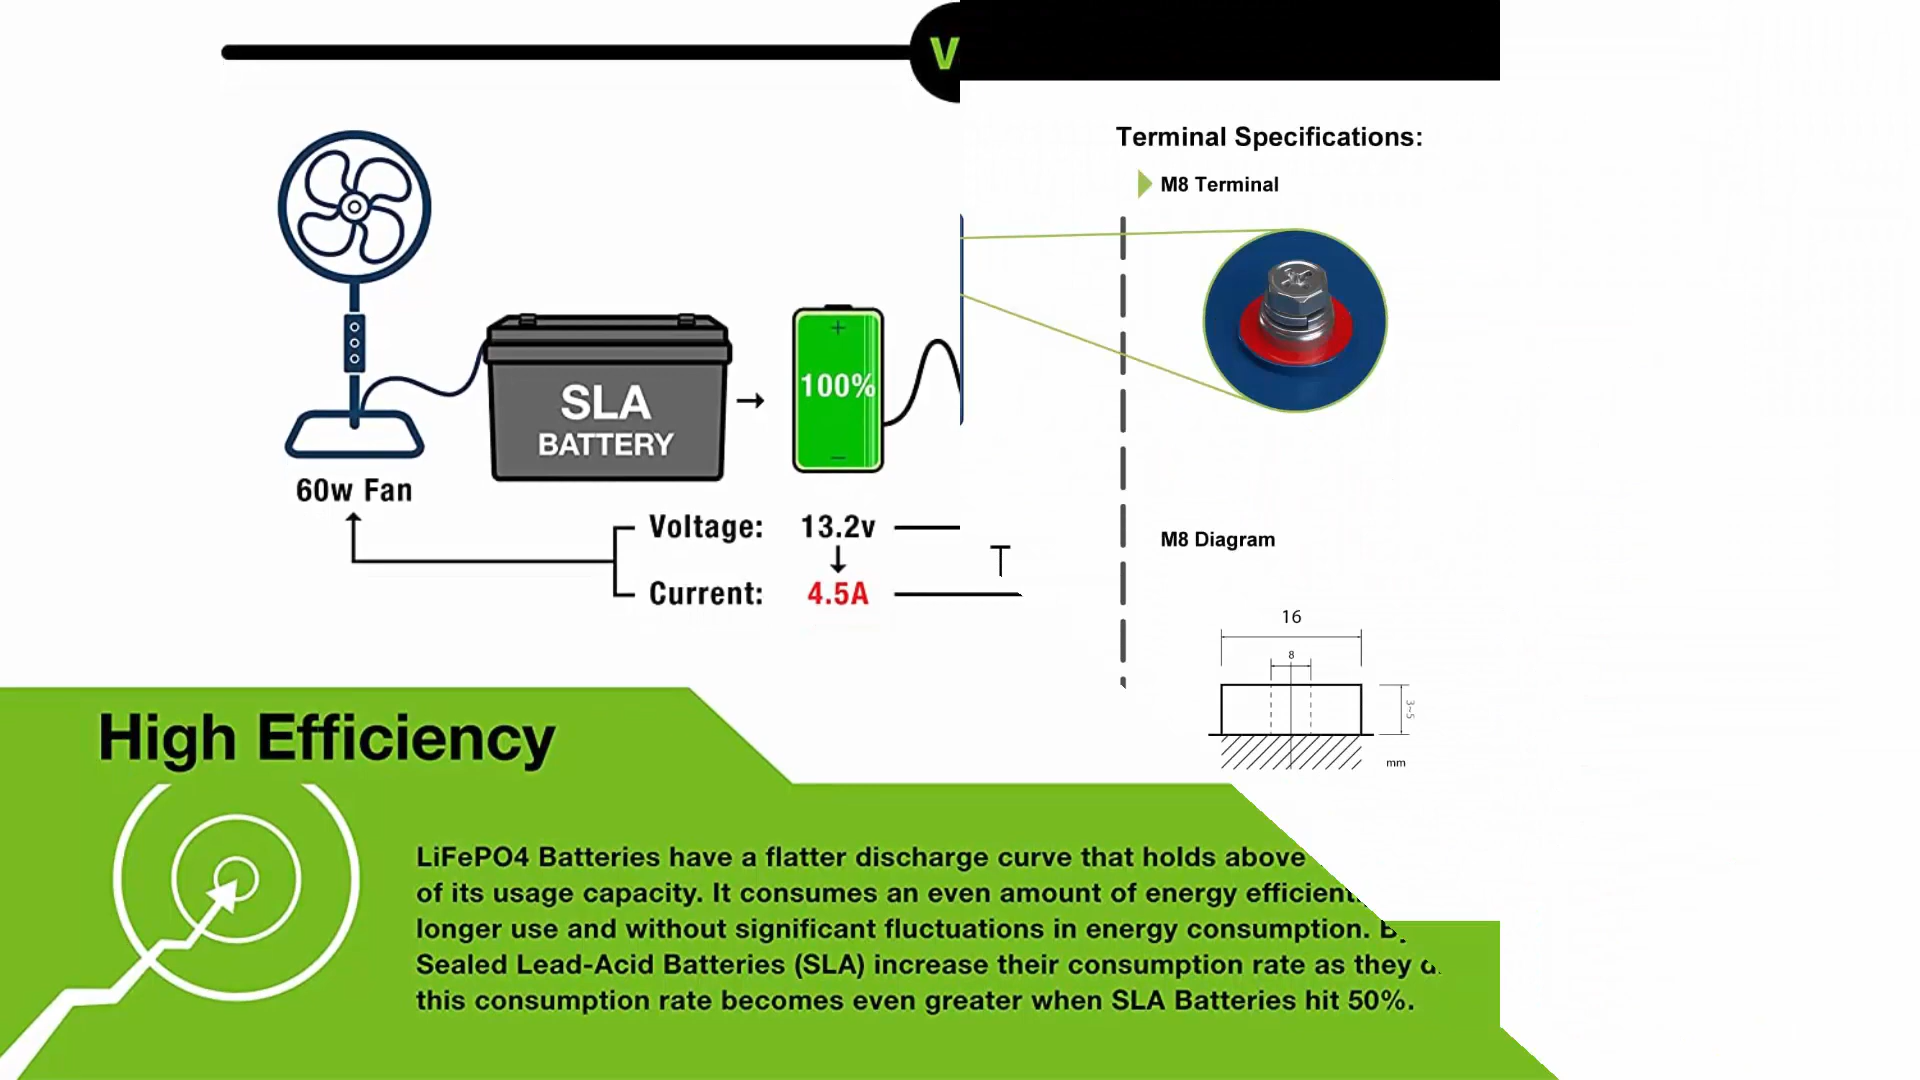 V
Terminal Specifications:
M8 Terminal
100%
SLA
BATTERY
60w Fan
Voltage: 13.2v
Current: 4.5A
T
M8 Diagram
16
8
3~5
mm
High Efficiency
LiFePO4 Batteries have a flatter discharge curve that holds above
of its usage capacity. It consumes an even amount of energy
longer use and without significant fluctuations in energy consumption.
Sealed Lead-Acid Batteries (SLA) increase their consumption rate as they
this consumption rate becomes even greater when SLA Batteries hit 50%.